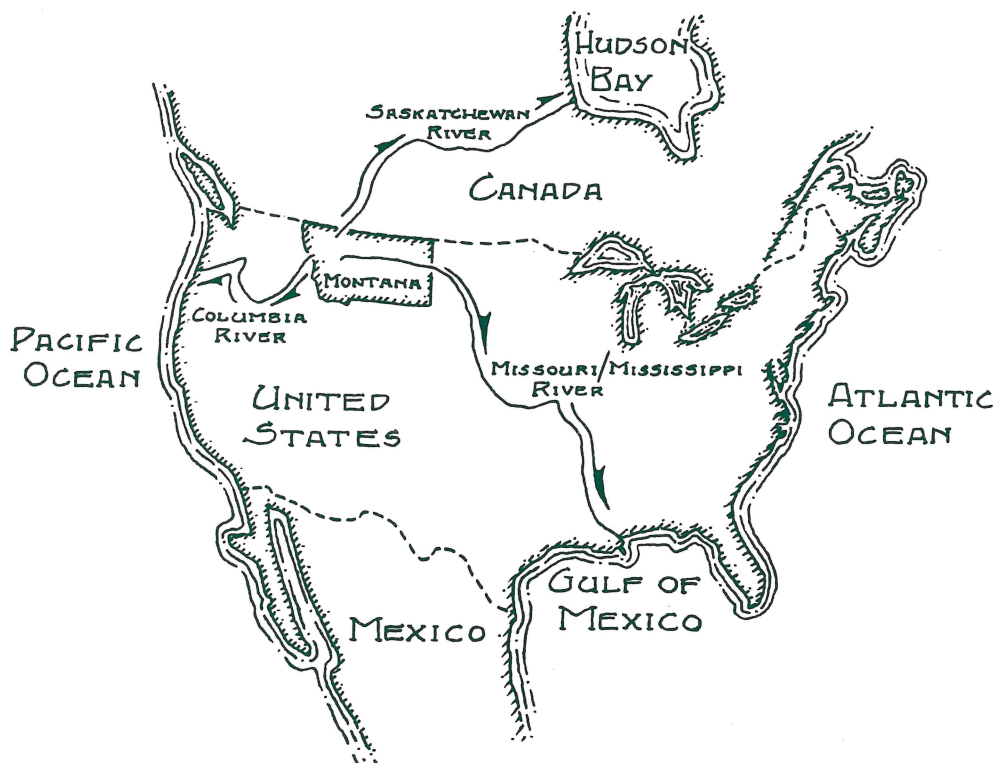 HUDSON
BAY
SASKATCHEWAN
RIVER
CANADA
MONTANA
COLUMBIA
RIVER
PACIFIC
OCEAN
MISSOURI/MISSISSIPPI
RIVER
UNITED
STATES
ATLANTIC
OCEAN
GULF OF
MEXICO
MEXICO